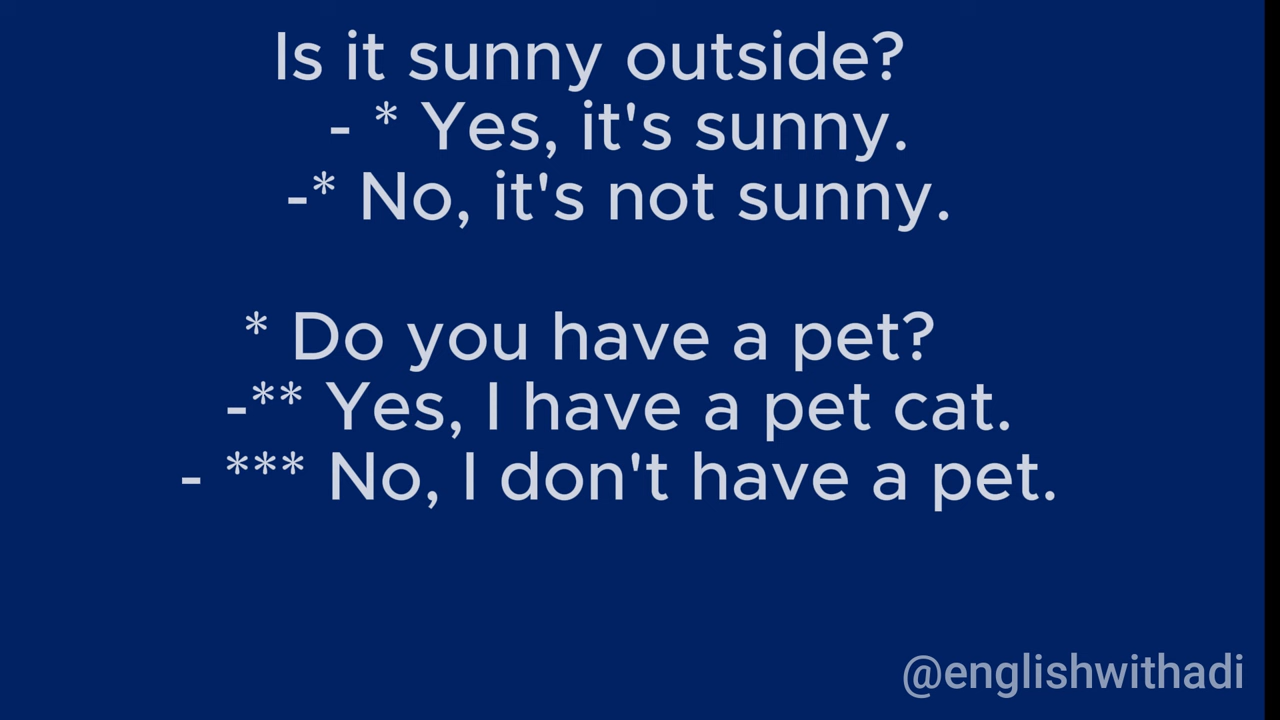 Is it sunny outside?
- * Yes, it's sunny.
-* No, it's not sunny.
* Do you have a pet?
-** Yes, I have a pet cat.
- *** No, I don't have a pet.
@englishwithadi